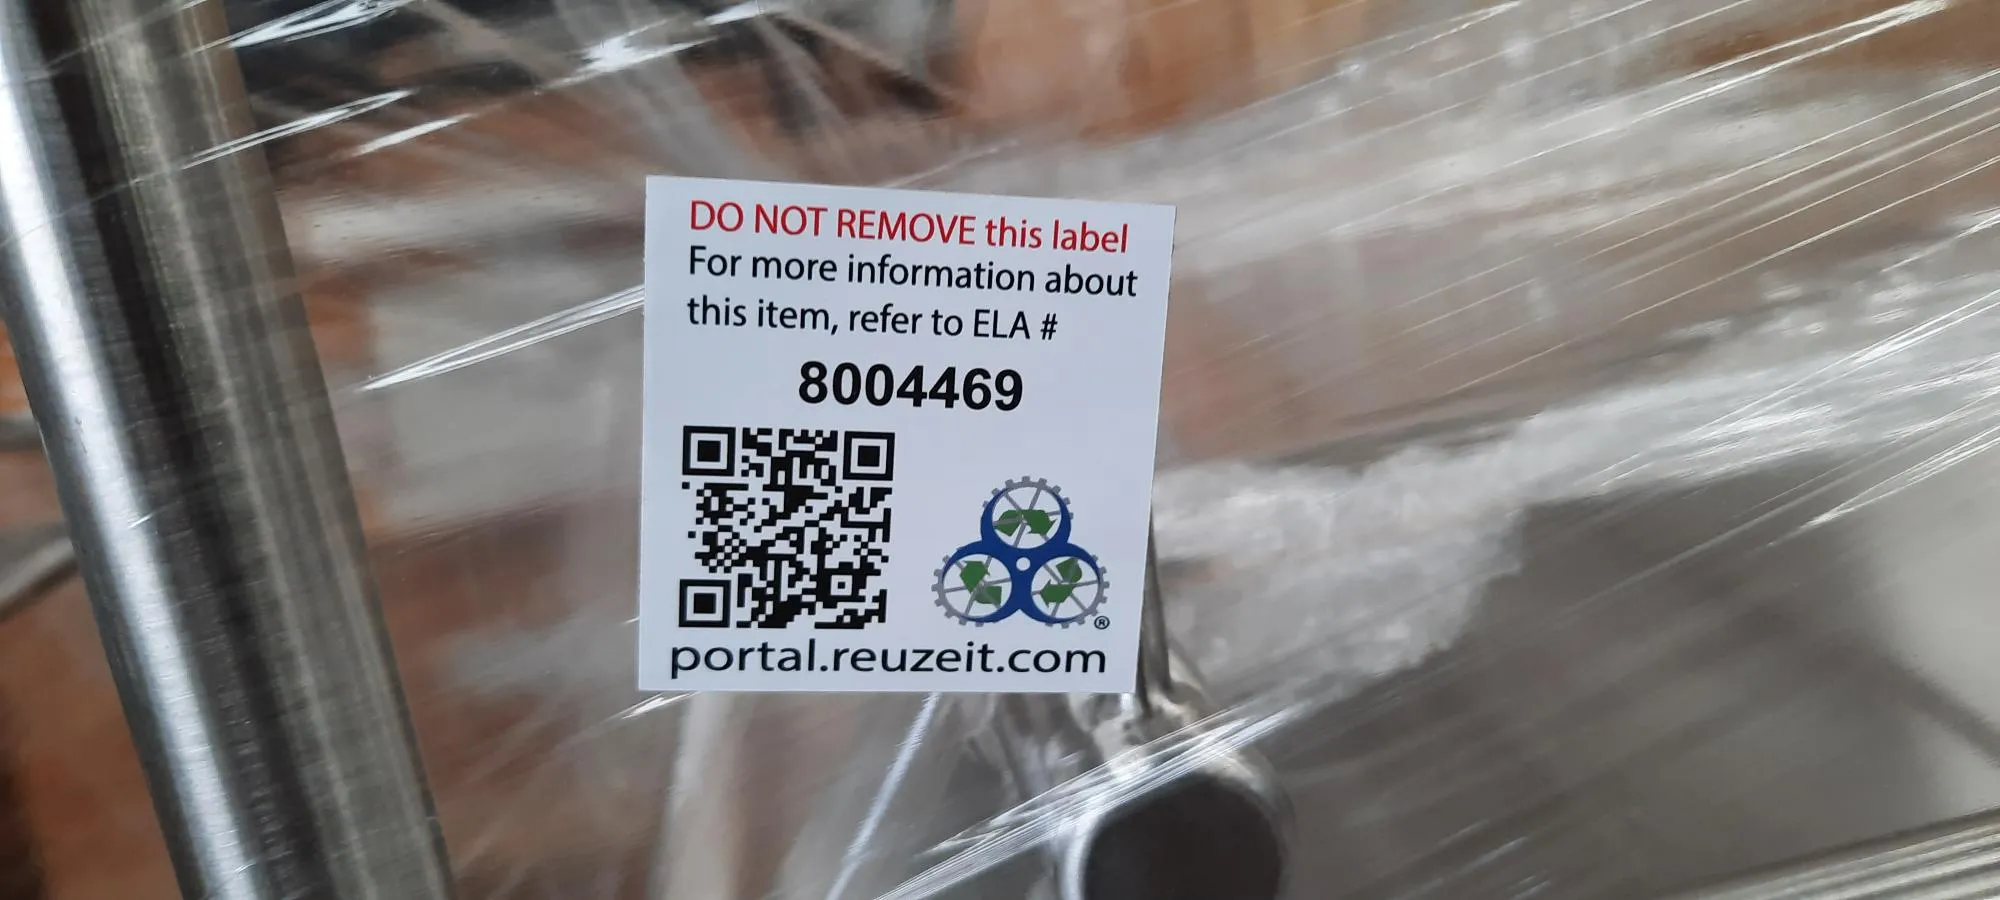 DO NOT REMOVE this label
For more information about
this item, refer to ELA #
8004469
®
portal.reuzeit.com